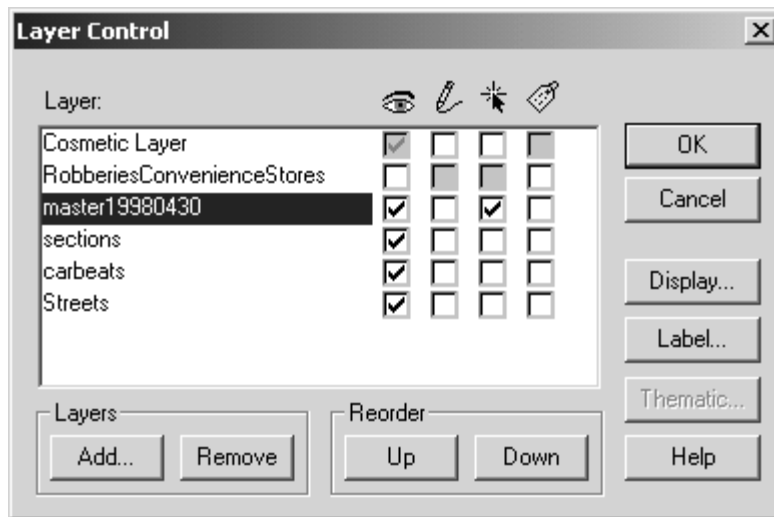 Layer Control
Layer:
Cosmetic Layer
RobberiesConvenienceStores
master19980430
sections
carbeats
Streets
OK
Cancel
Display...
Label...
Thematic...
Help
Layers
Add...
Remove
Reorder
Up
Down